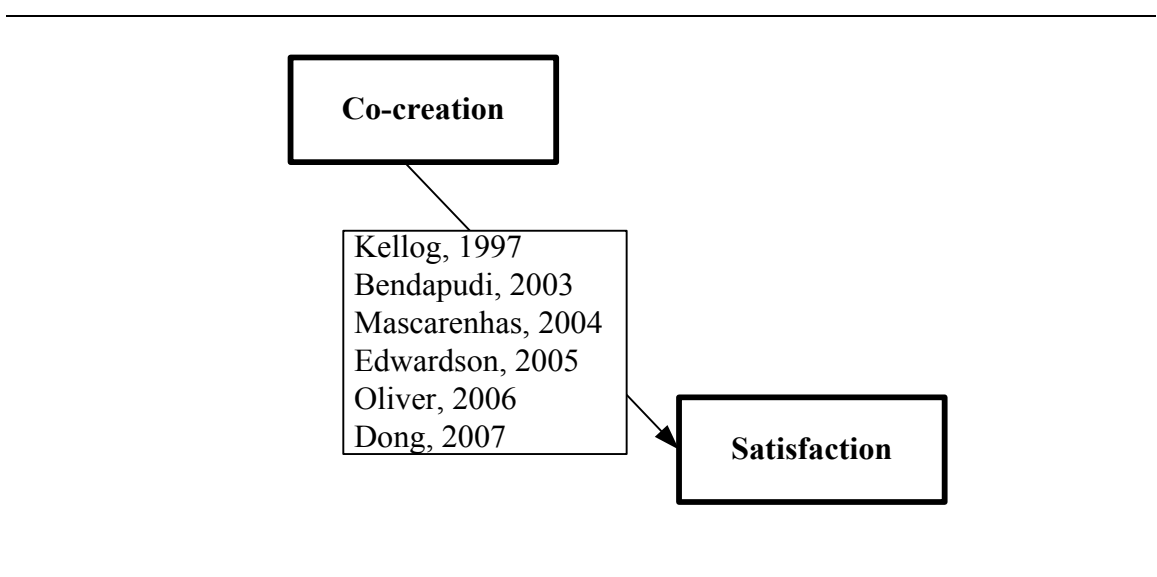 Co-creation
Kellog, 1997
Bendapudi, 2003
Mascarenhas, 2004
Edwardson, 2005
Oliver, 2006
Dong, 2007
Satisfaction